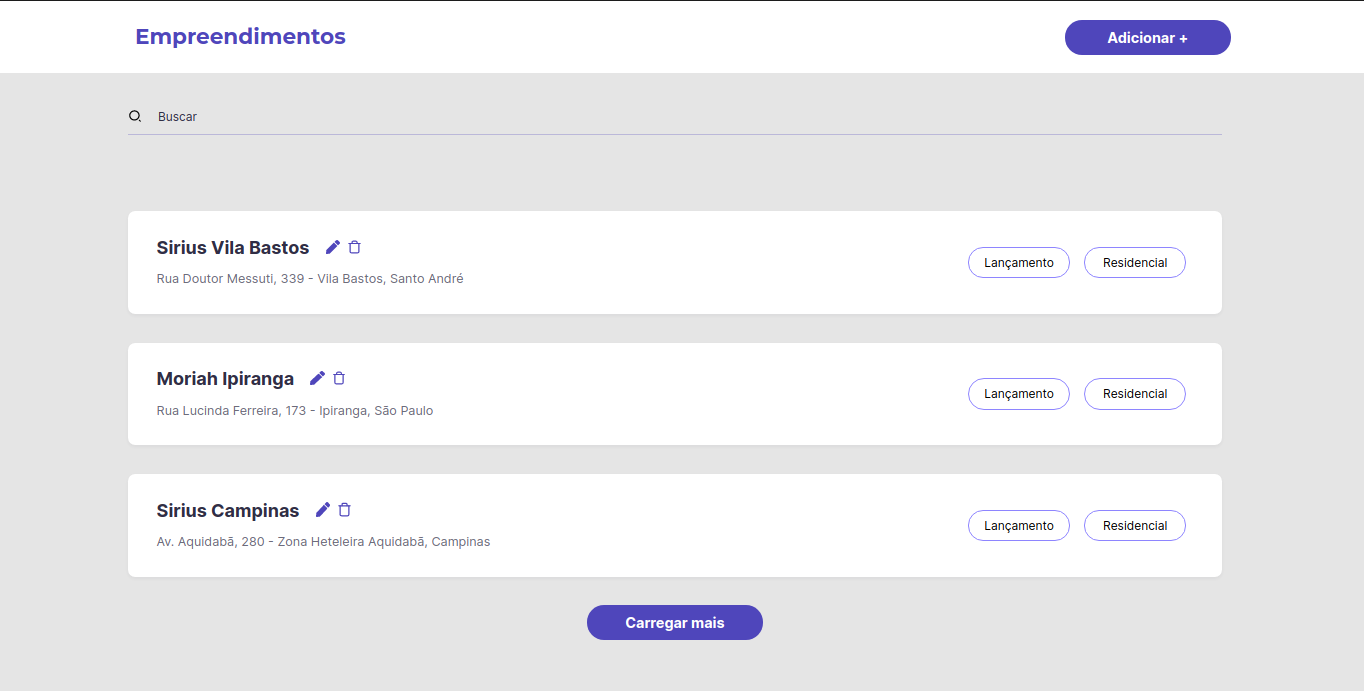 Empreendimentos
Adicionar +
Buscar
Sirius Vila Bastos
Rua Doutor Messuti, 339 - Vila Bastos, Santo André
Lançamento
Residencial
Moriah Ipiranga
Rua Lucinda Ferreira, 173 - Ipiranga, São Paulo
Lançamento
Residencial
Sirius Campinas
Av. Aquidabã, 280 - Zona Heteleira Aquidabã, Campinas
Lançamento
Residencial
Carregar mais